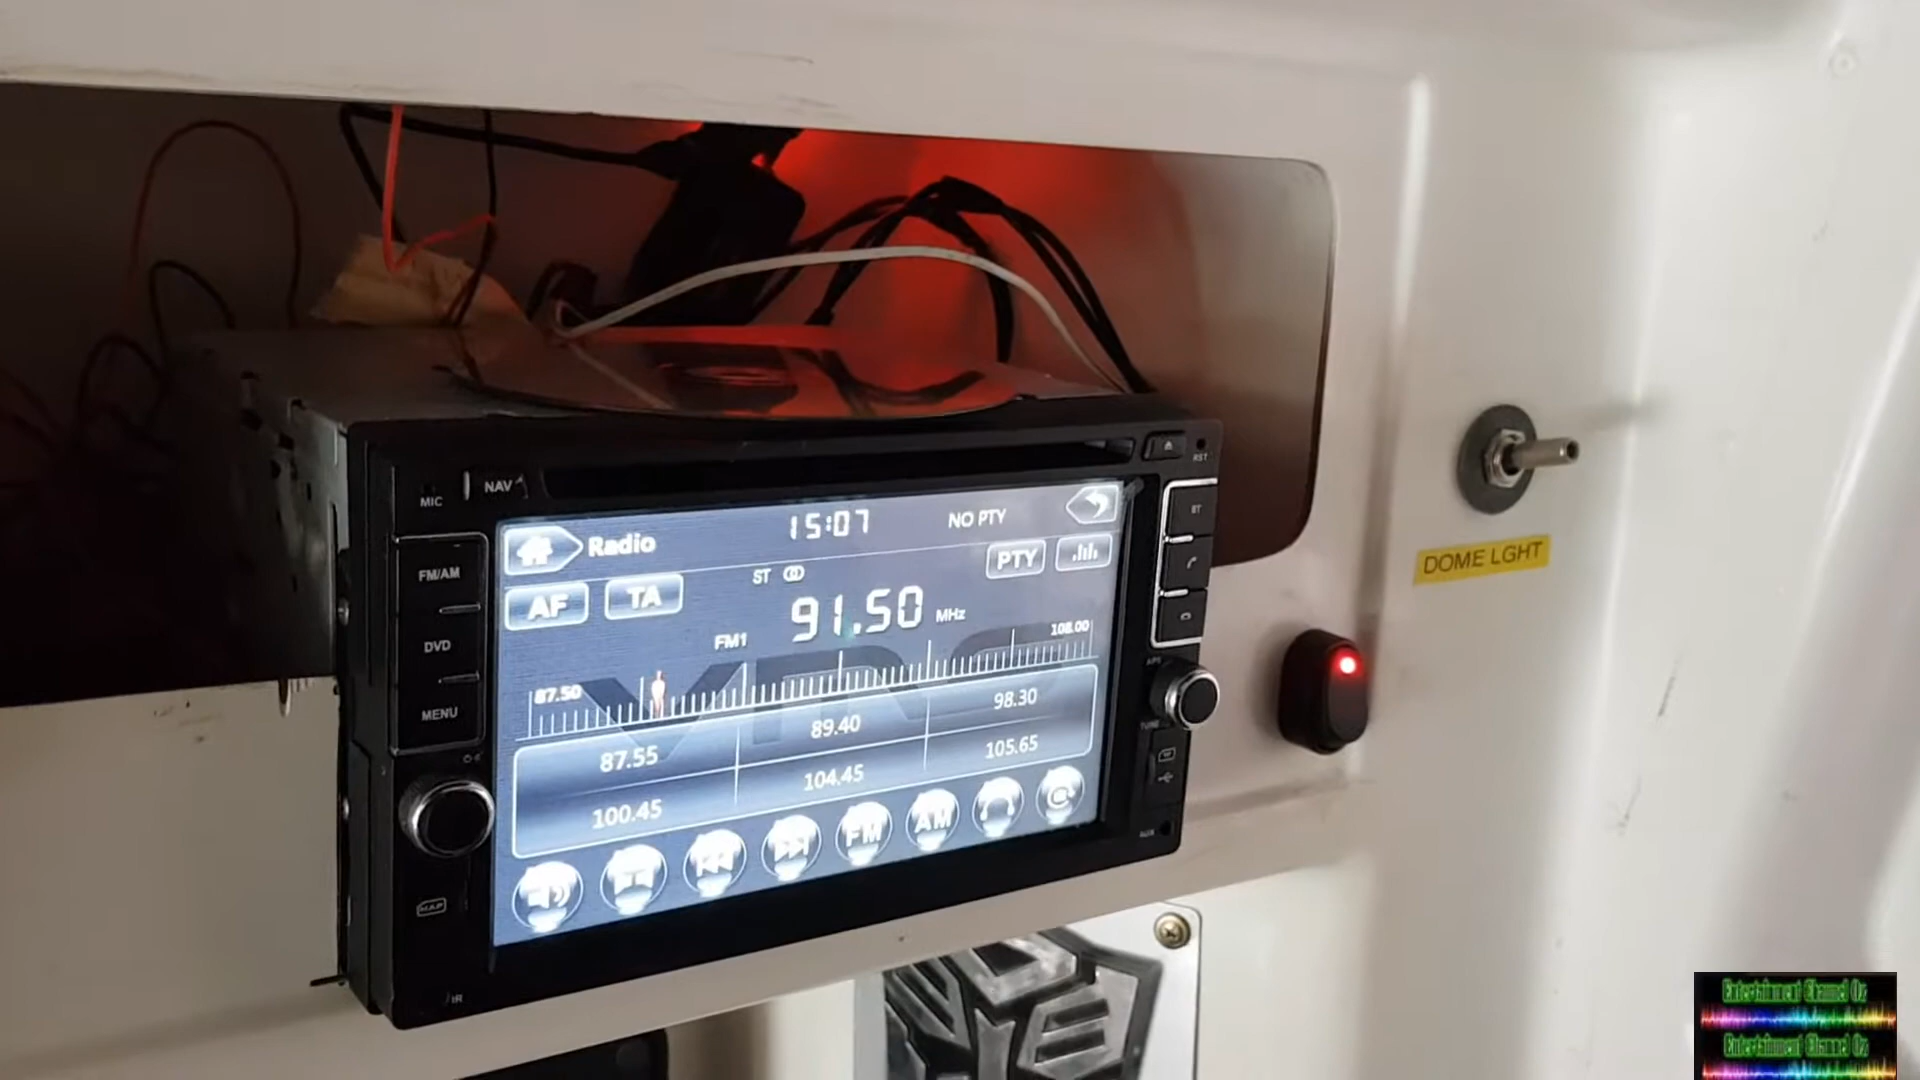 MIC
NAV
RST
FM/AM
DVD
MENU
BT
Radio
15:07
NO PTY
AF
TA
ST
PTY
FM1
91.50 MHz
87.50
108.00
87.55
89.40
98.30
100.45
104.45
105.65
FM
AM
APS
TUNE
MAP
AUX
IR
DOME LGHT
Entertainment Channel Oz
Entertainment Channel Oz